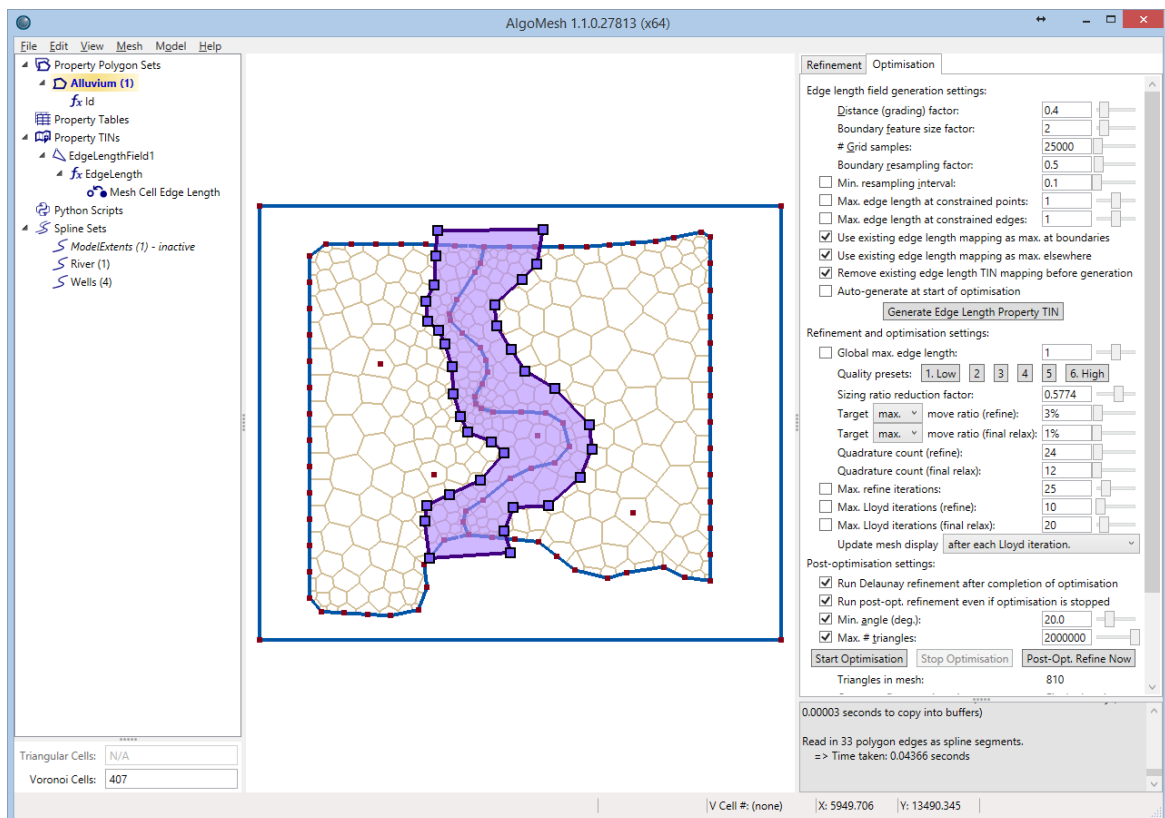 AlgoMesh 1.1.0.27813 (x64)
File Edit View Mesh Model Help
Property Polygon Sets
Alluvium (1)
fx Id
Property Tables
Property TINs
EdgeLengthField1
fx EdgeLength
Mesh Cell Edge Length
Python Scripts
Spline Sets
ModelExtents (1) - inactive
River (1)
Wells (4)
Triangular Cells: N/A
Voronoi Cells: 407
Refinement Optimisation
Edge length field generation settings:
Distance (grading) factor: 0.4
Boundary feature size factor: 2
# Grid samples: 25000
Boundary resampling factor: 0.5
Min. resampling interval: 0.1
Max. edge length at constrained points: 1
Max. edge length at constrained edges: 1
Use existing edge length mapping as max. at boundaries
Use existing edge length mapping as max. elsewhere
Remove existing edge length TIN mapping before generation
Auto-generate at start of optimisation
Generate Edge Length Property TIN
Refinement and optimisation settings:
Global max. edge length: 1
Quality presets: 1. Low 2 3 4 5 6. High
Sizing ratio reduction factor: 0.5774
Target max. move ratio (refine): 3%
Target max. move ratio (final relax): 1%
Quadrature count (refine): 24
Quadrature count (final relax): 12
Max. refine iterations: 25
Max. Lloyd iterations (refine): 10
Max. Lloyd iterations (final relax): 20
Update mesh display after each Lloyd iteration.
Post-optimisation settings:
Run Delaunay refinement after completion of optimisation
Run post-opt. refinement even if optimisation is stopped
Min. angle (deg.): 20.0
Max. # triangles: 2000000
Start Optimisation Stop Optimisation Post-Opt. Refine Now
Triangles in mesh: 810
0.00003 seconds to copy into buffers)
Read in 33 polygon edges as spline segments.
=> Time taken: 0.04366 seconds
V Cell #: (none) X: 5949.706 Y: 13490.345